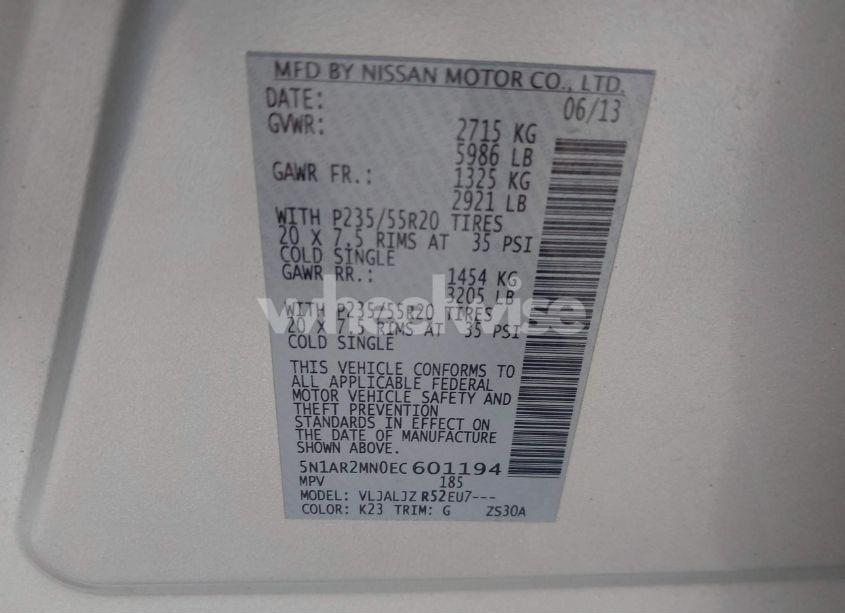 MFD BY NISSAN MOTOR CO., LTD.
DATE: 06/13
GVWR: 2715 KG
5986 LB
GAWR FR.: 1325 KG
2921 LB
WITH P235/55R20 TIRES
20 X 7.5 RIMS AT 35 PSI
COLD SINGLE
GAWR RR.: 1454 KG
3205 LB
wheelwise
WITH P235/55R20 TIRES
20 X 7.5 RIMS AT 35 PSI
COLD SINGLE
THIS VEHICLE CONFORMS TO
ALL APPLICABLE FEDERAL
MOTOR VEHICLE SAFETY AND
THEFT PREVENTION
STANDARDS IN EFFECT ON
THE DATE OF MANUFACTURE
SHOWN ABOVE.
5N1AR2MN0EC601194
MPV 185
MODEL: VLJALJZ R52EU7---
COLOR: K23 TRIM: G ZS30A